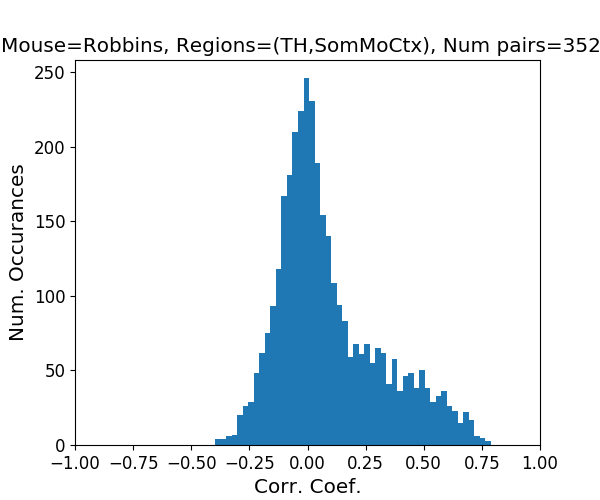 Mouse=Robbins, Regions=(TH,SomMoCtx), Num pairs=352
250
200
150
100
50
0
Num. Occurances
−1.00 −0.75 −0.50 −0.25 0.00 0.25 0.50 0.75 1.00
Corr. Coef.